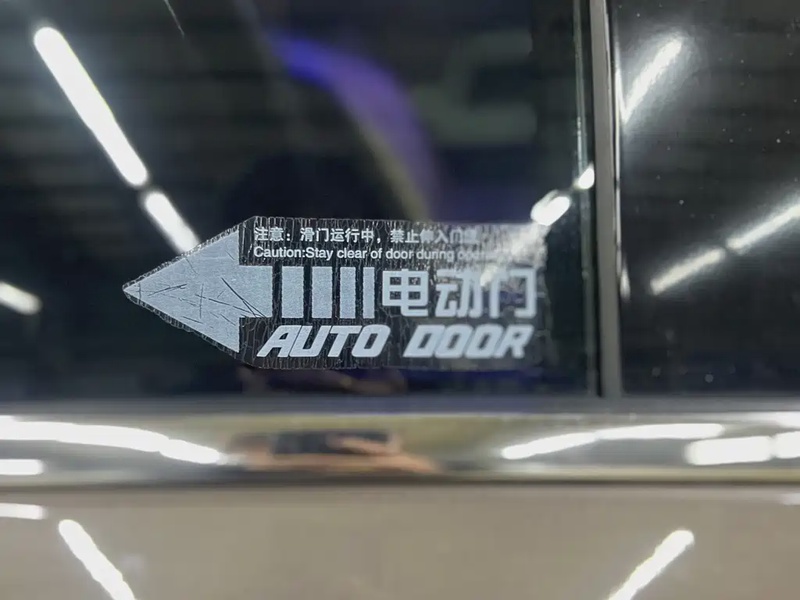 注意：滑门运行中，禁止伸入门缝
Caution:Stay clear of door during
电动门
AUTO DOOR